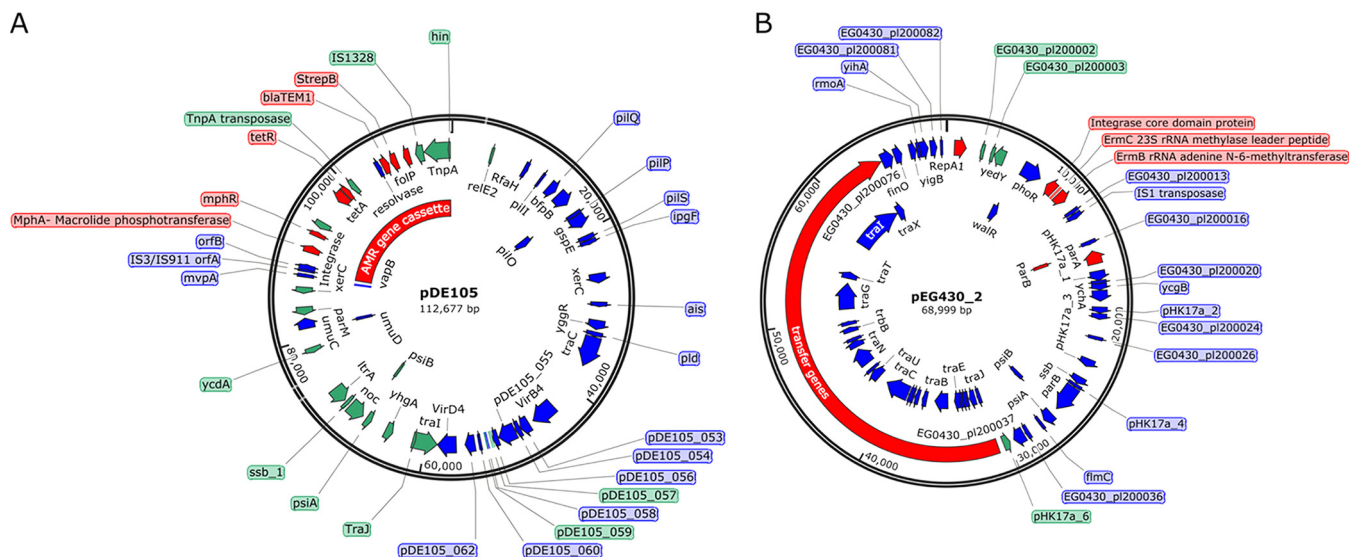 A
hin
IS1328
StrepB
blaTEM1
TnpA transposase
tetR
mphR
MphA- Macrolide phosphotransferase
orfB
IS3/IS911 orfA
mvpA
ycdA
ssb_1
psiA
TraJ
pDE105_062
pDE105_060
pDE105_059
pDE105_058
pDE105_057
pDE105_056
pDE105_054
pDE105_053
pld
ais
ipgF
pilS
pilP
pilQ
TnpA
folP
resolvase
tetA
Integrase
xerC
parM
umuC
umuD
vapB
AMR gene cassette
ltrA
noc
yhgA
psiB
traI
VirD4
pDE105_055
VirB4
traC
yggR
xerC
gspE
pilO
bfpB
pilI
RfaH
relE2
20,000
40,000
60,000
80,000
100,000
pDE105
112,677 bp
B
EG0430_pl200082
EG0430_pl200081
yihA
rmoA
EG0430_pl200002
EG0430_pl200003
Integrase core domain protein
ErmC 23S rRNA methylase leader peptide
ErmB rRNA adenine N-6-methyltransferase
EG0430_pl200013
IS1 transposase
EG0430_pl200016
EG0430_pl200020
ycgB
pHK17a_2
EG0430_pl200024
EG0430_pl200026
pHK17a_4
flmC
EG0430_pl200036
pHK17a_6
RepA1
yigB
finO
EG0430_pl200076
traI
traX
traT
traG
trbB
traN
traU
traC
traB
traE
traJ
EG0430_pl200037
psiA
psiB
parB
ssb
pHK17a_3
ychA
parA
pHK17a_1
ParB
walR
phoR
yedY
transfer genes
10,000
20,000
30,000
40,000
50,000
60,000
pEG430_2
68,999 bp